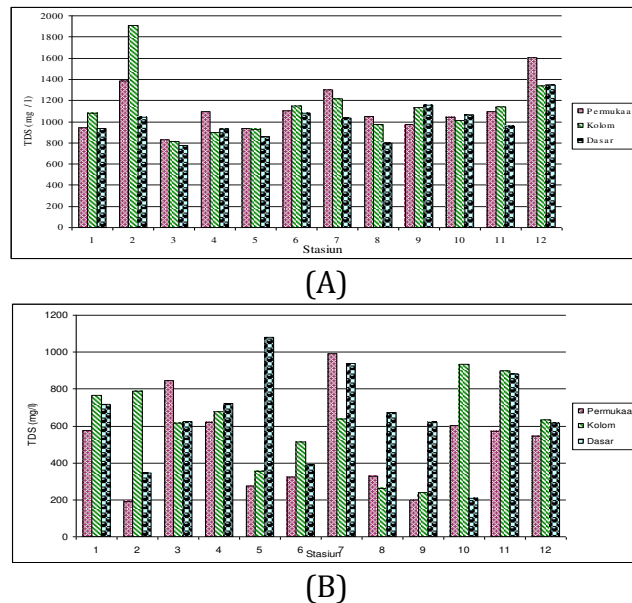 2000
1800
1600
1400
1200
1000
800
600
400
200
0
TDS (mg / l)
1 2 3 4 5 6 7 8 9 10 11 12
Stasiun
Permukaa
Kolom
Dasar
(A)
1200
1000
800
600
400
200
0
TDS (mg/l)
1 2 3 4 5 6 7 8 9 10 11 12
Stasiun
Permukaa
Kolom
Dasar
(B)